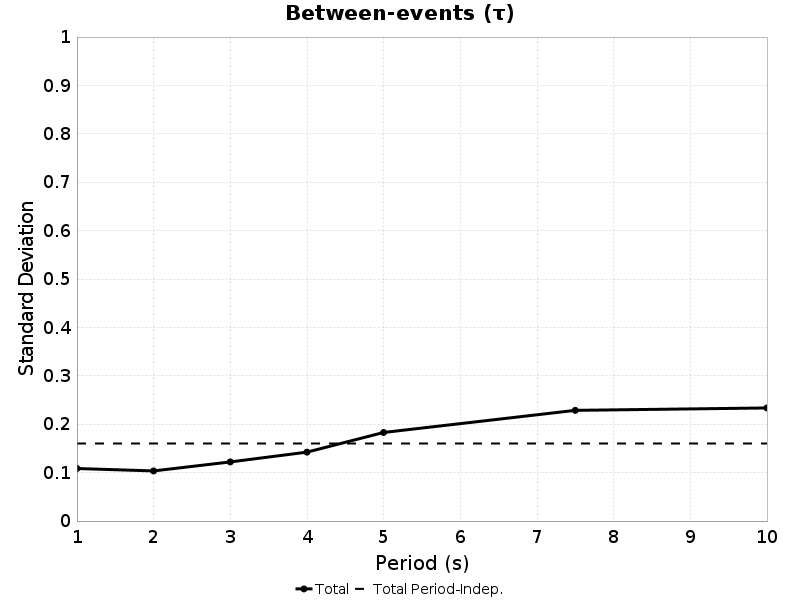 Between-events (τ)
1
0.9
0.8
0.7
0.6
0.5
0.4
0.3
0.2
0.1
0
Standard Deviation
1 2 3 4 5 6 7 8 9 10
Period (s)
Total Total Period-Indep.